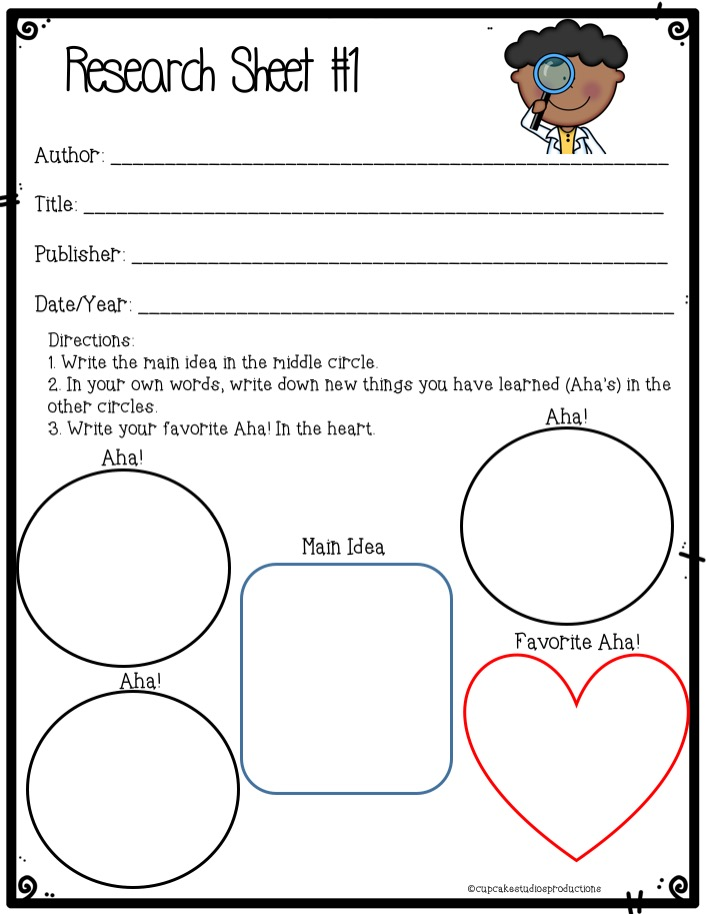 Research Sheet #1
Author: ___________________________________________________
Title: _____________________________________________________
Publisher: _________________________________________________
Date/Year: _________________________________________________
Directions:
1. Write the main idea in the middle circle.
2. In your own words, write down new things you have learned (Aha's) in the
other circles.
3. Write your favorite Aha! In the heart.
Aha!
Aha!
Main Idea
Favorite Aha!
Aha!
©cupcakestudiosproductions